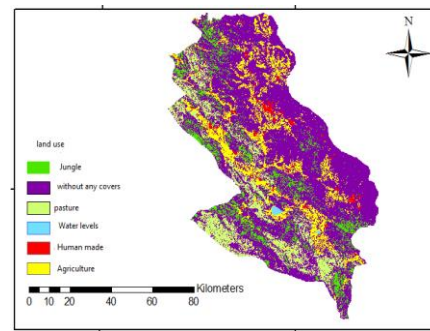 N
land use
Jungle
without any covers
pasture
Water levels
Human made
Agriculture
Kilometers
0 5 10 20 40 60 80